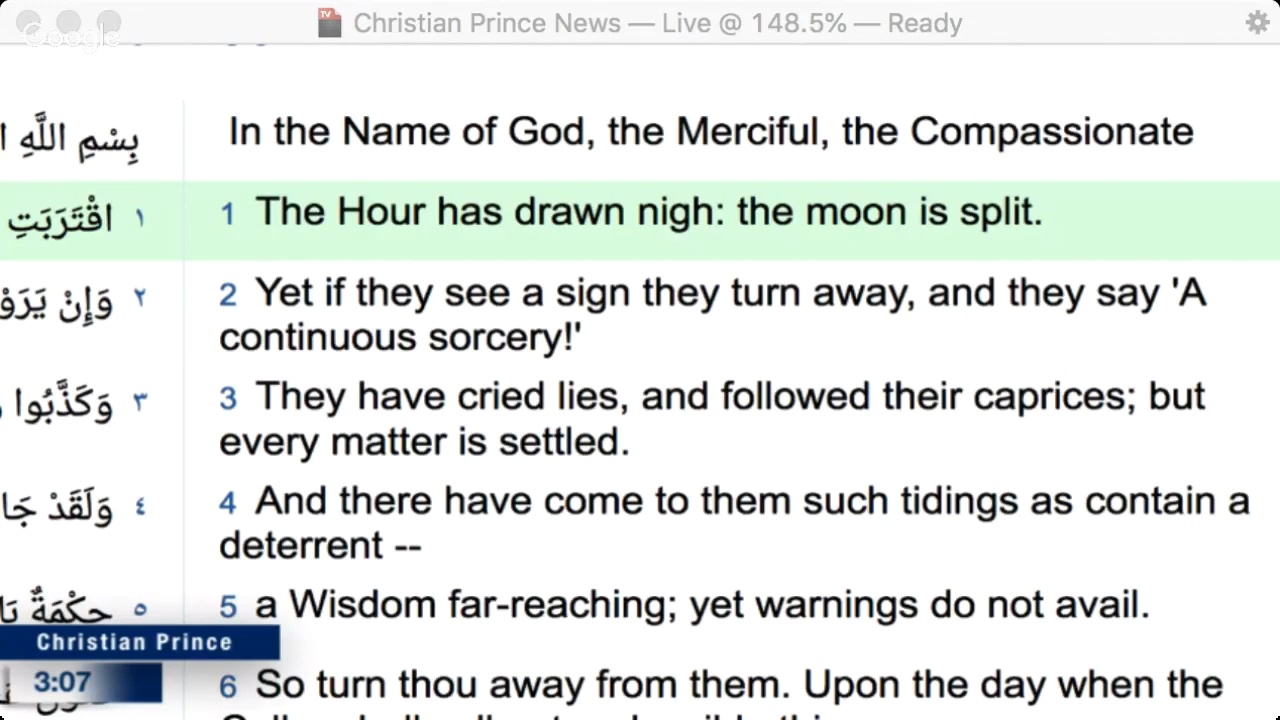 Christian Prince News — Live @ 148.5% — Ready
Google
بِسْمِ اللَّهِ
In the Name of God, the Merciful, the Compassionate
١ اقْتَرَبَتِ
1 The Hour has drawn nigh: the moon is split.
٢ وَإِنْ
2 Yet if they see a sign they turn away, and they say 'A
continuous sorcery!'
٣ وَكَذَّبُوا
3 They have cried lies, and followed their caprices; but
every matter is settled.
٤ وَلَقَدْ
4 And there have come to them such tidings as contain a
deterrent --
٥ حِكْمَةٌ
5 a Wisdom far-reaching; yet warnings do not avail.
Christian Prince
3:07
6 So turn thou away from them. Upon the day when the